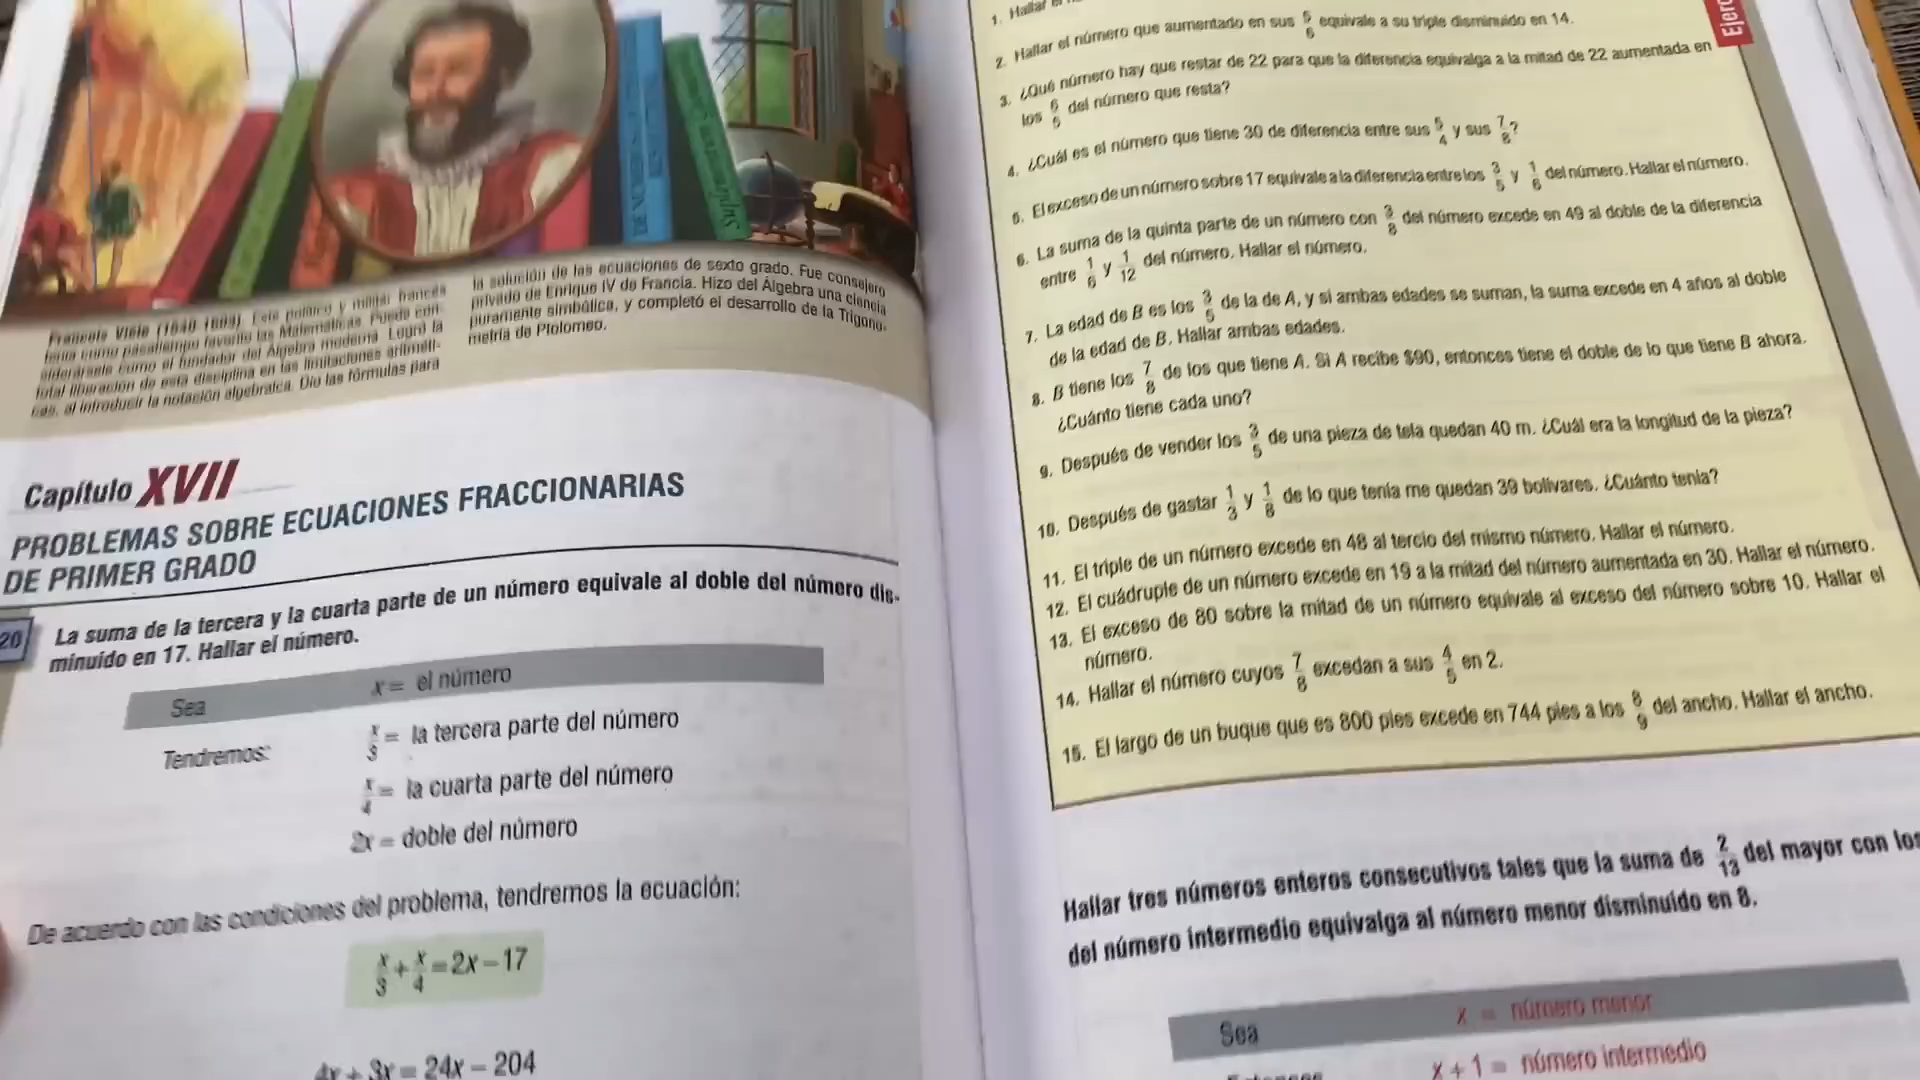 François Viete (1540-1603). Este político y militar francés
tenía como pasatiempo favorito las Matemáticas. Puede con-
siderársele como el fundador del Álgebra moderna. Logró la
total liberación de esta disciplina en las limitaciones aritméti-
cas, al introducir la notación algebraica. Dio las fórmulas para
la solución de las ecuaciones de sexto grado. Fue consejero
privado de Enrique IV de Francia. Hizo del Álgebra una ciencia
puramente simbólica, y completó el desarrollo de la Trigono-
metría de Ptolomeo.
Capítulo XVII
PROBLEMAS SOBRE ECUACIONES FRACCIONARIAS
DE PRIMER GRADO
20 La suma de la tercera y la cuarta parte de un número equivale al doble del número dis-
minuido en 17. Hallar el número.
Sea x = el número
Tendremos: x/3 = la tercera parte del número
x/4 = la cuarta parte del número
2x = doble del número
De acuerdo con las condiciones del problema, tendremos la ecuación:
x/3 + x/4 = 2x – 17
4x + 3x = 24x – 204
Ejerc
1. Hallar el
2. Hallar el número que aumentado en sus 5/6 equivale a su triple disminuido en 14.
3. ¿Qué número hay que restar de 22 para que la diferencia equivalga a la mitad de 22 aumentada en
los 6/5 del número que resta?
4. ¿Cuál es el número que tiene 30 de diferencia entre sus 5/4 y sus 7/8?
5. El exceso de un número sobre 17 equivale a la diferencia entre los 3/5 y 1/6 del número. Hallar el número.
6. La suma de la quinta parte de un número con 3/8 del número excede en 49 al doble de la diferencia
entre 1/6 y 1/12 del número. Hallar el número.
7. La edad de B es los 3/5 de la de A, y si ambas edades se suman, la suma excede en 4 años al doble
de la edad de B. Hallar ambas edades.
8. B tiene los 7/8 de los que tiene A. Si A recibe $90, entonces tiene el doble de lo que tiene B ahora.
¿Cuánto tiene cada uno?
9. Después de vender los 3/5 de una pieza de tela quedan 40 m. ¿Cuál era la longitud de la pieza?
10. Después de gastar 1/3 y 1/8 de lo que tenía me quedan 39 bolívares. ¿Cuánto tenía?
11. El triple de un número excede en 48 al tercio del mismo número. Hallar el número.
12. El cuádruple de un número excede en 19 a la mitad del número aumentada en 30. Hallar el número.
13. El exceso de 80 sobre la mitad de un número equivale al exceso del número sobre 10. Hallar el
número.
14. Hallar el número cuyos 7/8 excedan a sus 4/5 en 2.
15. El largo de un buque que es 800 pies excede en 744 pies a los 8/9 del ancho. Hallar el ancho.
Hallar tres números enteros consecutivos tales que la suma de 2/13 del mayor con los
del número intermedio equivalga al número menor disminuido en 8.
Sea x = número menor
x + 1 = número intermedio